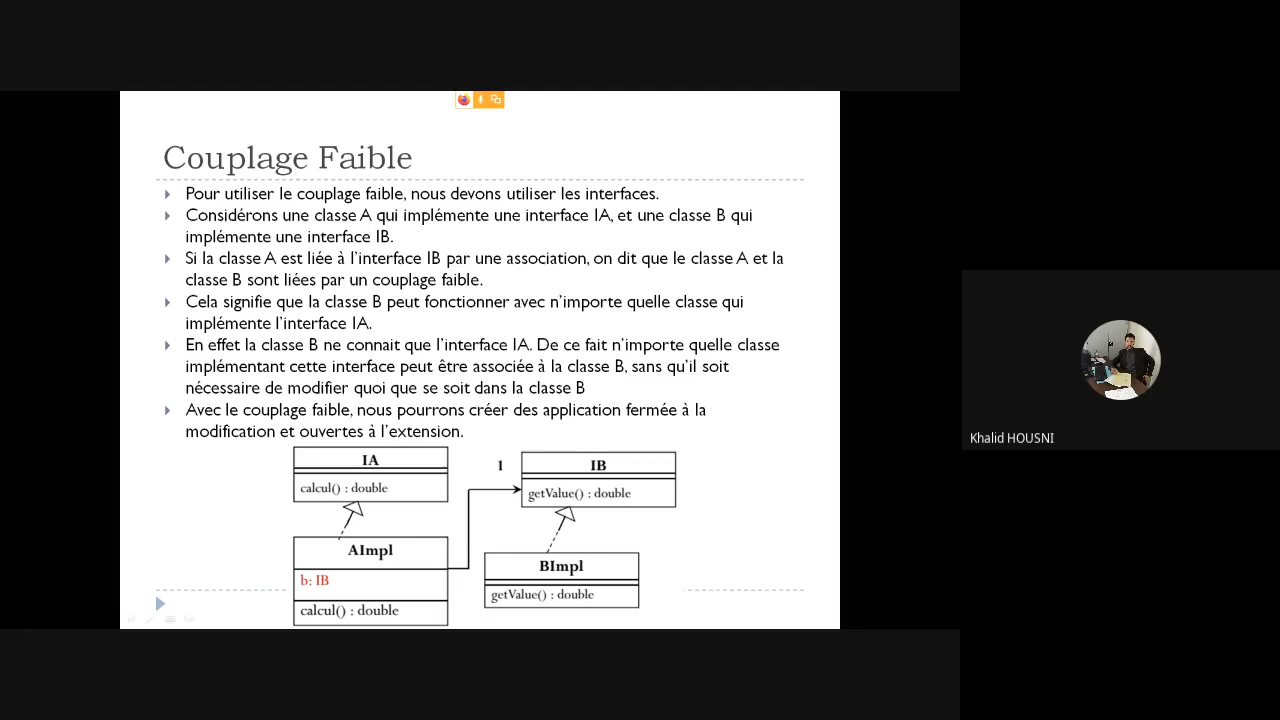 Couplage Faible
Pour utiliser le couplage faible, nous devons utiliser les interfaces.
Considérons une classe A qui implémente une interface IA, et une classe B qui
implémente une interface IB.
Si la classe A est liée à l'interface IB par une association, on dit que le classe A et la
classe B sont liées par un couplage faible.
Cela signifie que la classe B peut fonctionner avec n'importe quelle classe qui
implémente l'interface IA.
En effet la classe B ne connait que l'interface IA. De ce fait n'importe quelle classe
implémentant cette interface peut être associée à la classe B, sans qu'il soit
nécessaire de modifier quoi que se soit dans la classe B
Avec le couplage faible, nous pourrons créer des application fermée à la
modification et ouvertes à l'extension.
IA
calcul() : double
1
IB
getValue() : double
AImpl
b: IB
calcul() : double
BImpl
getValue() : double
Khalid HOUSNI